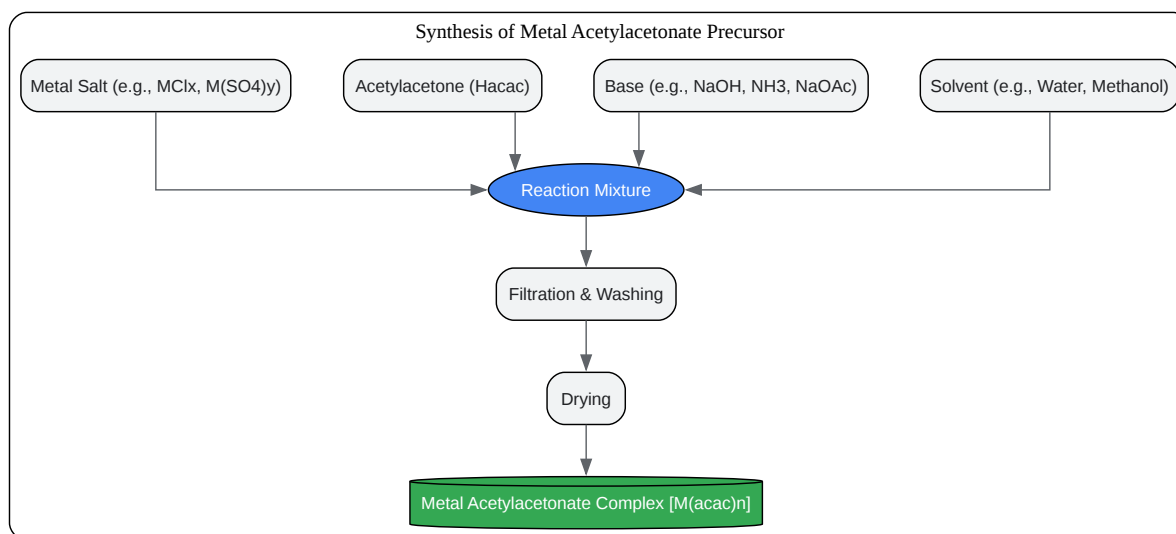 Synthesis of Metal Acetylacetonate Precursor
Metal Salt (e.g., MClx, M(SO4)y)
Acetylacetone (Hacac)
Base (e.g., NaOH, NH3, NaOAc)
Solvent (e.g., Water, Methanol)
Reaction Mixture
Filtration & Washing
Drying
Metal Acetylacetonate Complex [M(acac)n]